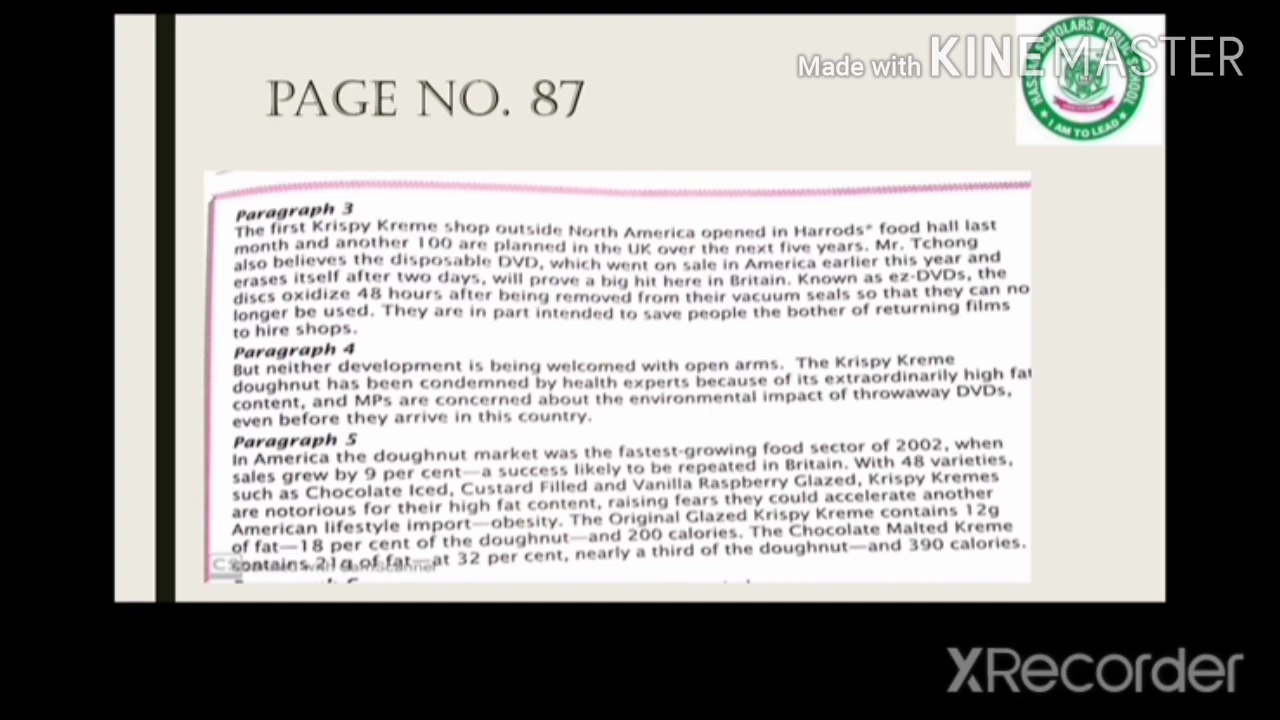 Made with KINEMASTER
HAS SCHOLARS PUBLIC SCHOOL
I AM TO LEAD
PAGE NO. 87
Paragraph 3
The first Krispy Kreme shop outside North America opened in Harrods* food hall last
month and another 100 are planned in the UK over the next five years. Mr. Tchong
also believes the disposable DVD, which went on sale in America earlier this year and
erases itself after two days, will prove a big hit here in Britain. Known as ez-DVDs, the
discs oxidize 48 hours after being removed from their vacuum seals so that they can no
longer be used. They are in part intended to save people the bother of returning films
to hire shops.
Paragraph 4
But neither development is being welcomed with open arms. The Krispy Kreme
doughnut has been condemned by health experts because of its extraordinarily high fat
content, and MPs are concerned about the environmental impact of throwaway DVDs,
even before they arrive in this country.
Paragraph 5
In America the doughnut market was the fastest-growing food sector of 2002, when
sales grew by 9 per cent—a success likely to be repeated in Britain. With 48 varieties,
such as Chocolate Iced, Custard Filled and Vanilla Raspberry Glazed, Krispy Kremes
are notorious for their high fat content, raising fears they could accelerate another
American lifestyle import—obesity. The Original Glazed Krispy Kreme contains 12g
of fat—18 per cent of the doughnut—and 200 calories. The Chocolate Malted Kreme
contains 21g of fat—at 32 per cent, nearly a third of the doughnut—and 390 calories.
CS
XRecorder